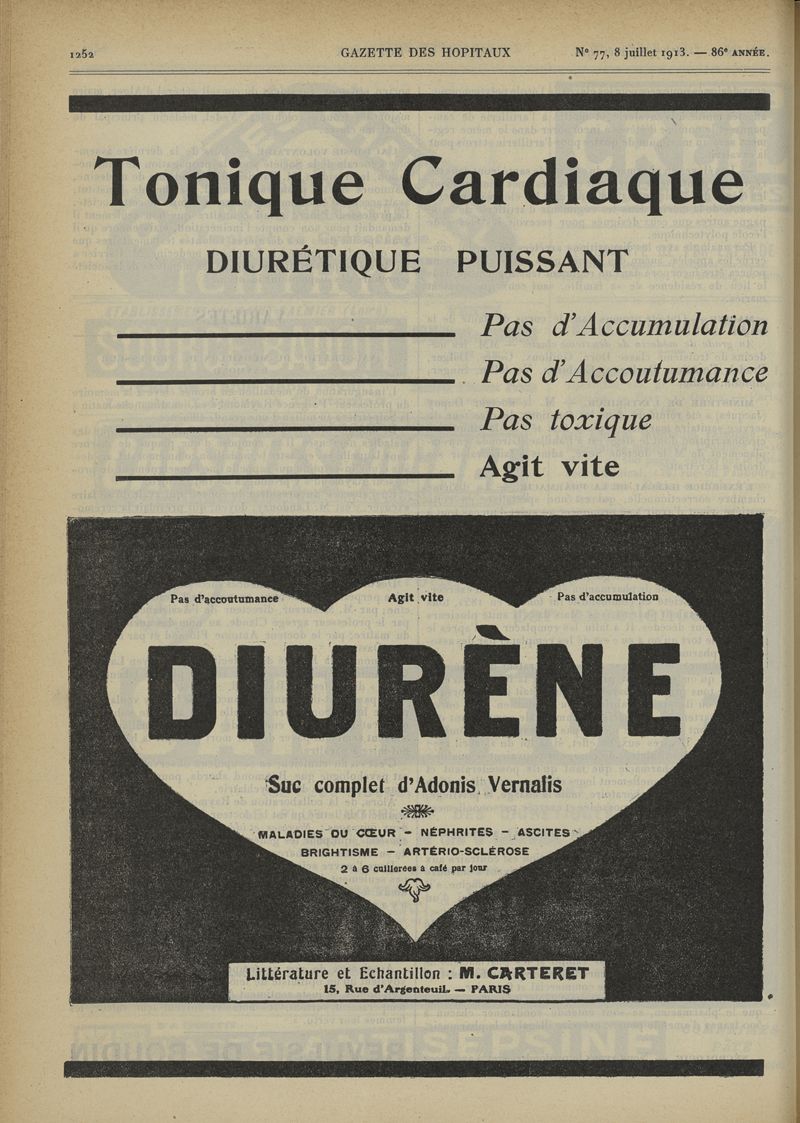 1252
GAZETTE DES HOPITAUX
Nº 77, 8 juillet 1913. — 86e ANNÉE.
Tonique Cardiaque
DIURÉTIQUE PUISSANT
Pas d'Accumulation
Pas d'Accoutumance
Pas toxique
Agit vite
Pas d'accoutumance
Agit vite
Pas d'accumulation
DIURÈNE
Suc complet d'Adonis Vernalis
MALADIES DU CŒUR - NÉPHRITES - ASCITES
BRIGHTISME - ARTÉRIO-SCLÉROSE
2 à 6 cuillerées à café par jour
Littérature et Echantillon : M. CARTERET
15, Rue d'Argenteuil. — PARIS